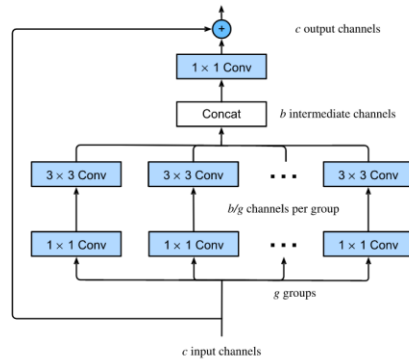 c output channels
+
1 × 1 Conv
Concat
b intermediate channels
3 × 3 Conv
3 × 3 Conv
3 × 3 Conv
b/g channels per group
1 × 1 Conv
1 × 1 Conv
1 × 1 Conv
g groups
c input channels